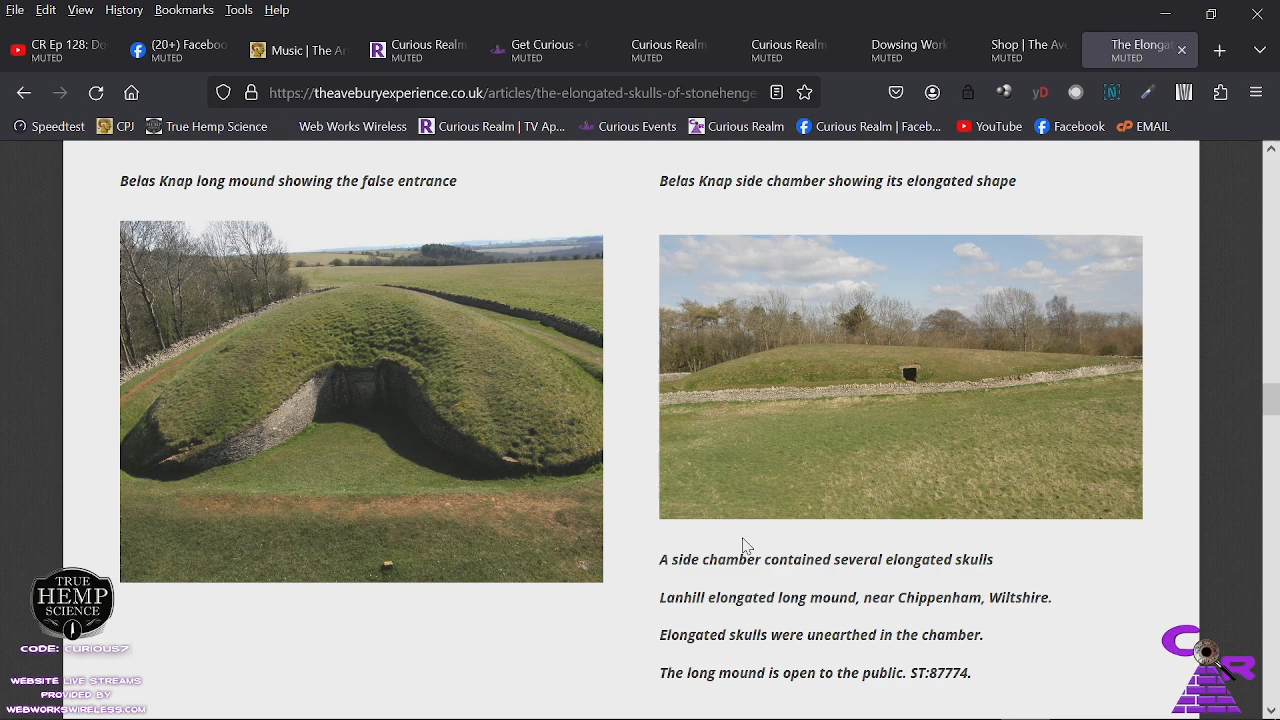 File Edit View History Bookmarks Tools Help
CR Ep 128: Do
MUTED
(20+) Faceboo
MUTED
Music | The Ar
Curious Realm
MUTED
Get Curious - C
MUTED
Curious Realm
MUTED
Curious Realm
MUTED
Dowsing Work
MUTED
Shop | The Ave
MUTED
The Elongat
MUTED
https://theaveburyexperience.co.uk/articles/the-elongated-skulls-of-stonehenge
yD
N
Speedtest CPJ True Hemp Science Web Works Wireless Curious Realm | TV Ap... Curious Events Curious Realm Curious Realm | Faceb... YouTube Facebook EMAIL
Belas Knap long mound showing the false entrance
Belas Knap side chamber showing its elongated shape
A side chamber contained several elongated skulls
Lanhill elongated long mound, near Chippenham, Wiltshire.
Elongated skulls were unearthed in the chamber.
The long mound is open to the public. ST:87774.
TRUE
HEMP
SCIENCE
CODE: CURIOUS7
WEBSITE LIVE STREAMS
PROVIDED BY
WEBWORKSWIRELESS.COM
C R